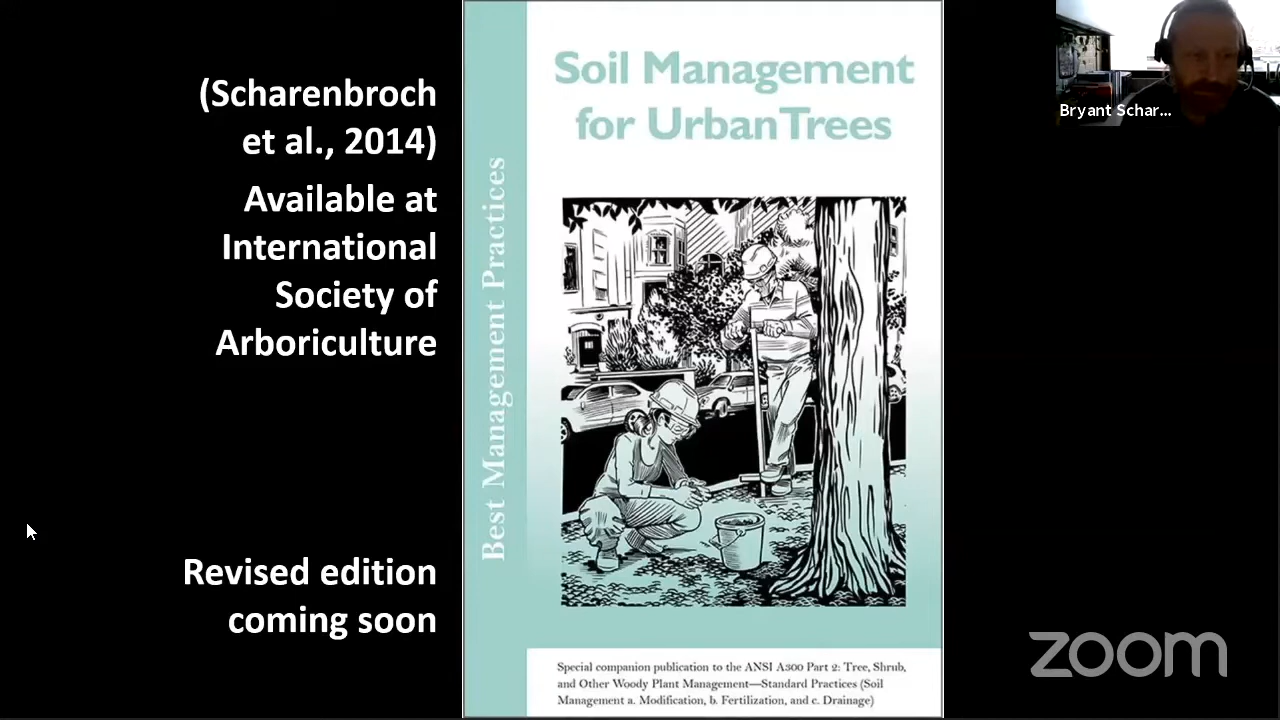 (Scharenbroch
et al., 2014)
Available at
International
Society of
Arboriculture
Revised edition
coming soon
Best Management Practices
Soil Management
for Urban Trees
Special companion publication to the ANSI A300 Part 2: Tree, Shrub,
and Other Woody Plant Management—Standard Practices (Soil
Management a. Modification, b. Fertilization, and c. Drainage)
Bryant Schar...
zoom